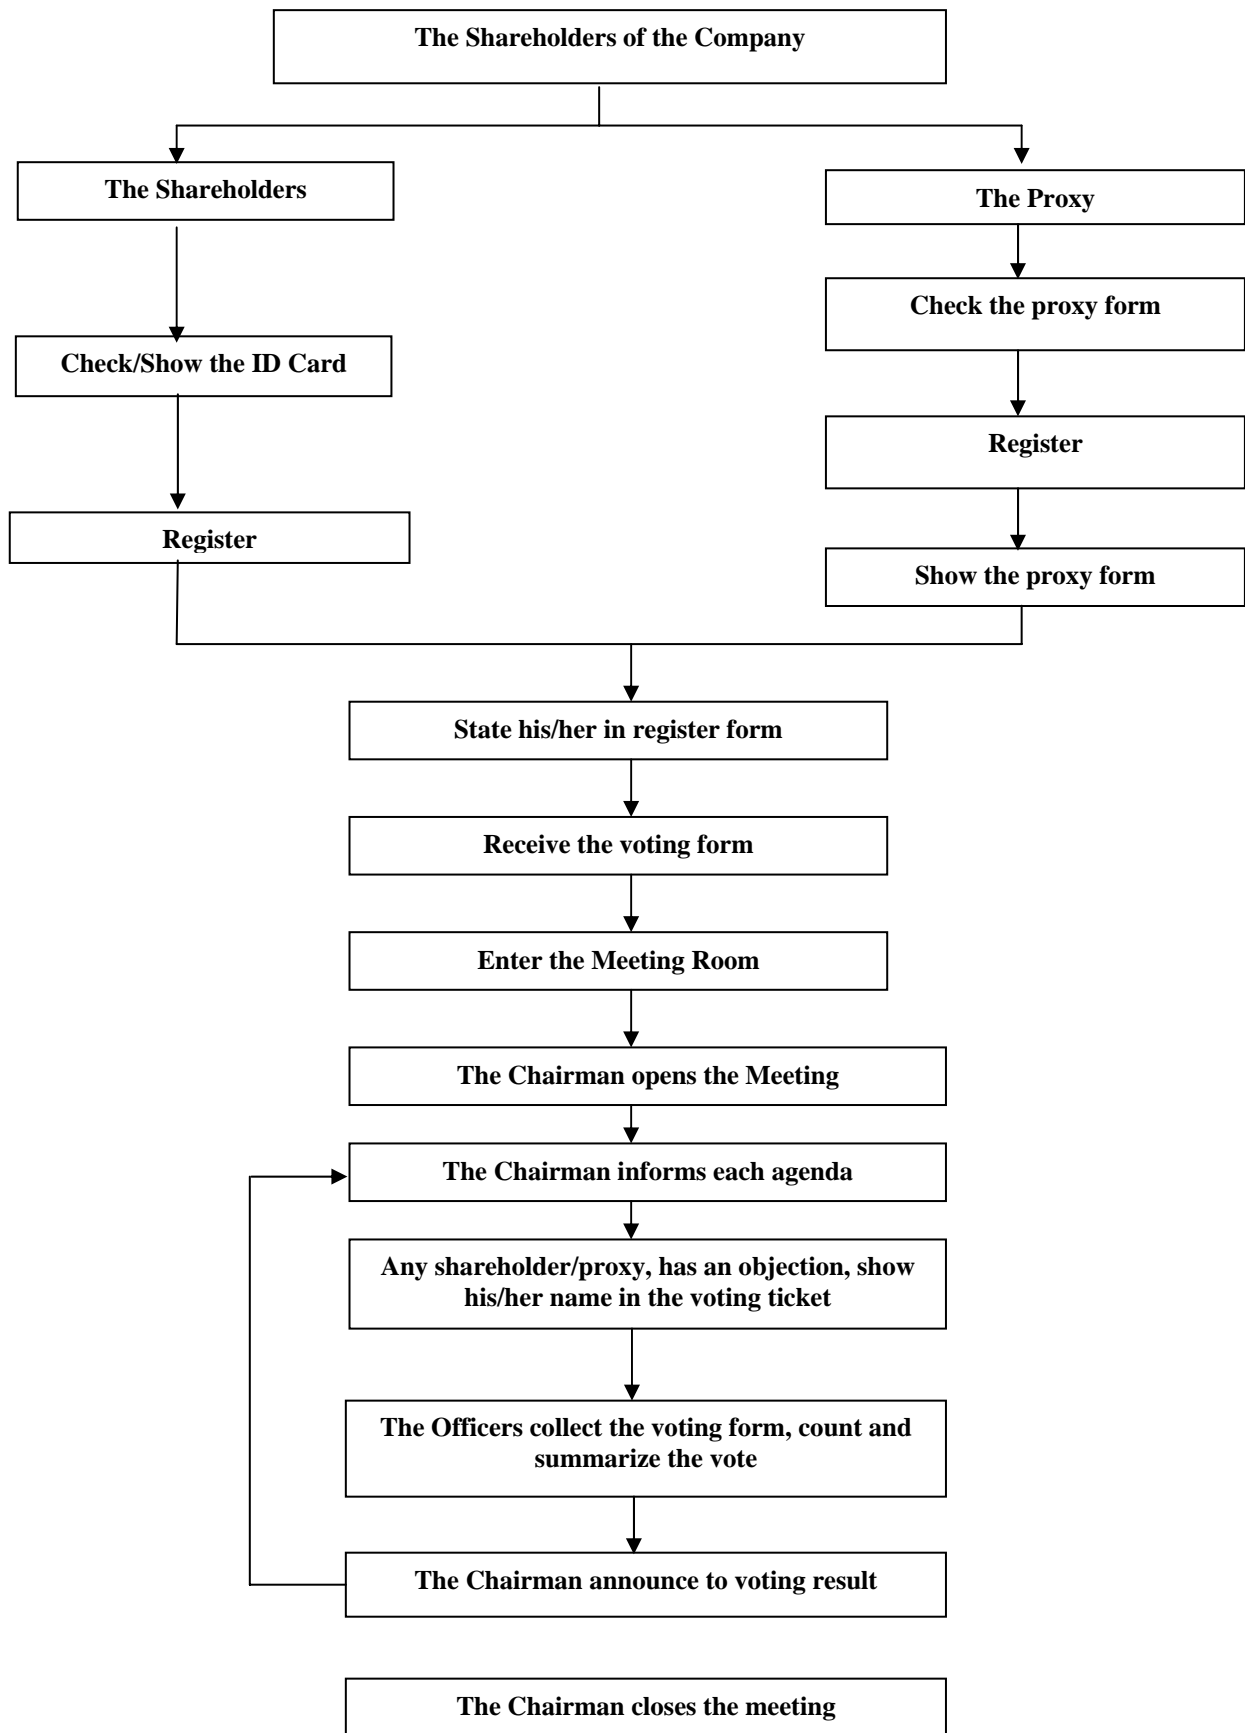 The Shareholders of the Company
The Shareholders
The Proxy
Check the proxy form
Check/Show the ID Card
Register
Register
Show the proxy form
State his/her in register form
Receive the voting form
Enter the Meeting Room
The Chairman opens the Meeting
The Chairman informs each agenda
Any shareholder/proxy, has an objection, show
his/her name in the voting ticket
The Officers collect the voting form, count and
summarize the vote
The Chairman announce to voting result
The Chairman closes the meeting